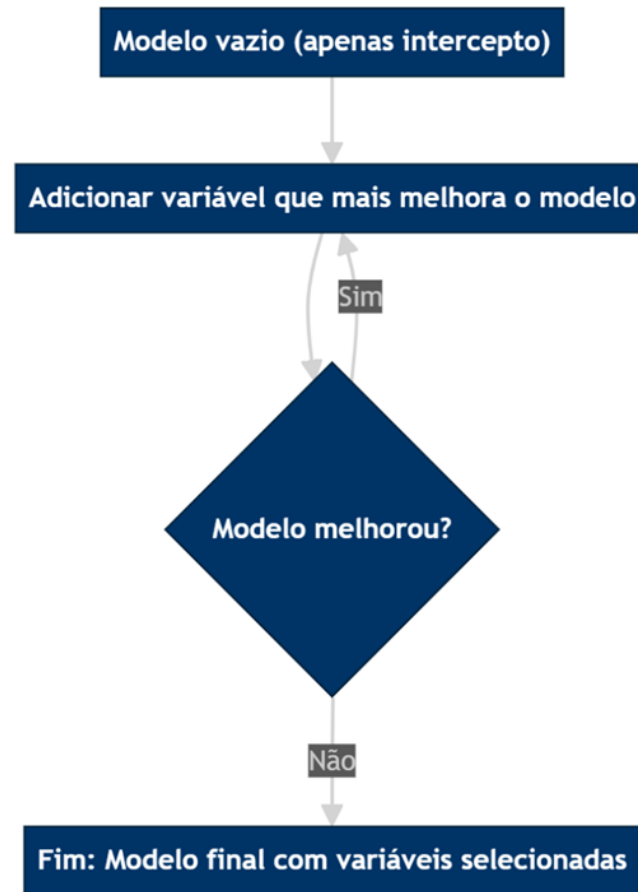 Modelo vazio (apenas intercepto)
Adicionar variável que mais melhora o modelo
Sim
Modelo melhorou?
Não
Fim: Modelo final com variáveis selecionadas